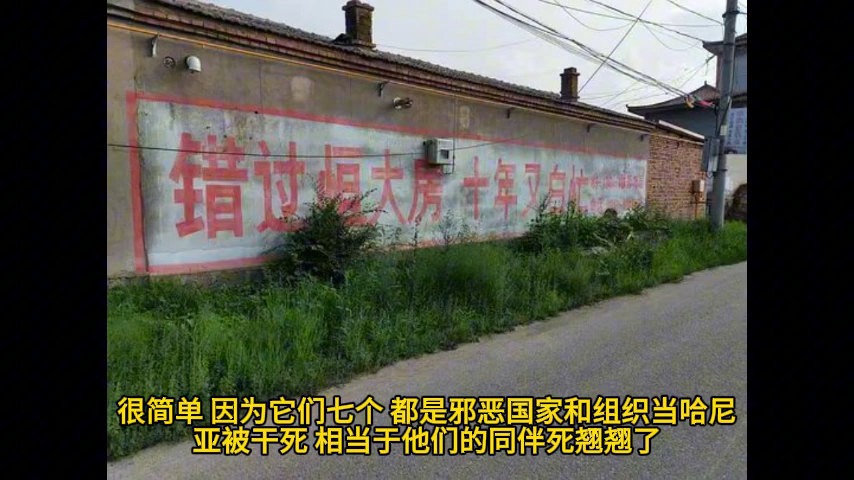 错过恒大房 十年又白忙
很简单 因为它们七个 都是邪恶国家和组织当哈尼
亚被干死 相当于他们的同伴死翘翘了